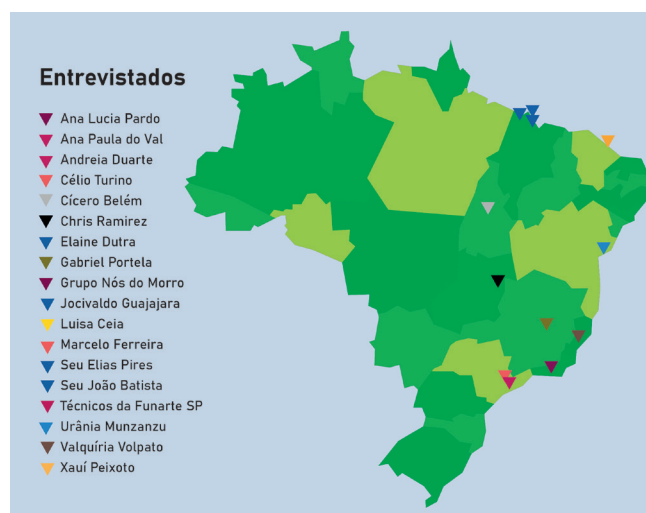 Entrevistados
Ana Lucia Pardo
Ana Paula do Val
Andreia Duarte
Célio Turino
Cícero Belém
Chris Ramirez
Elaine Dutra
Gabriel Portela
Grupo Nós do Morro
Jocivaldo Guajajara
Luisa Ceia
Marcelo Ferreira
Seu Elias Pires
Seu João Batista
Técnicos da Funarte SP
Urânia Munzanzu
Valquíria Volpato
Xauí Peixoto